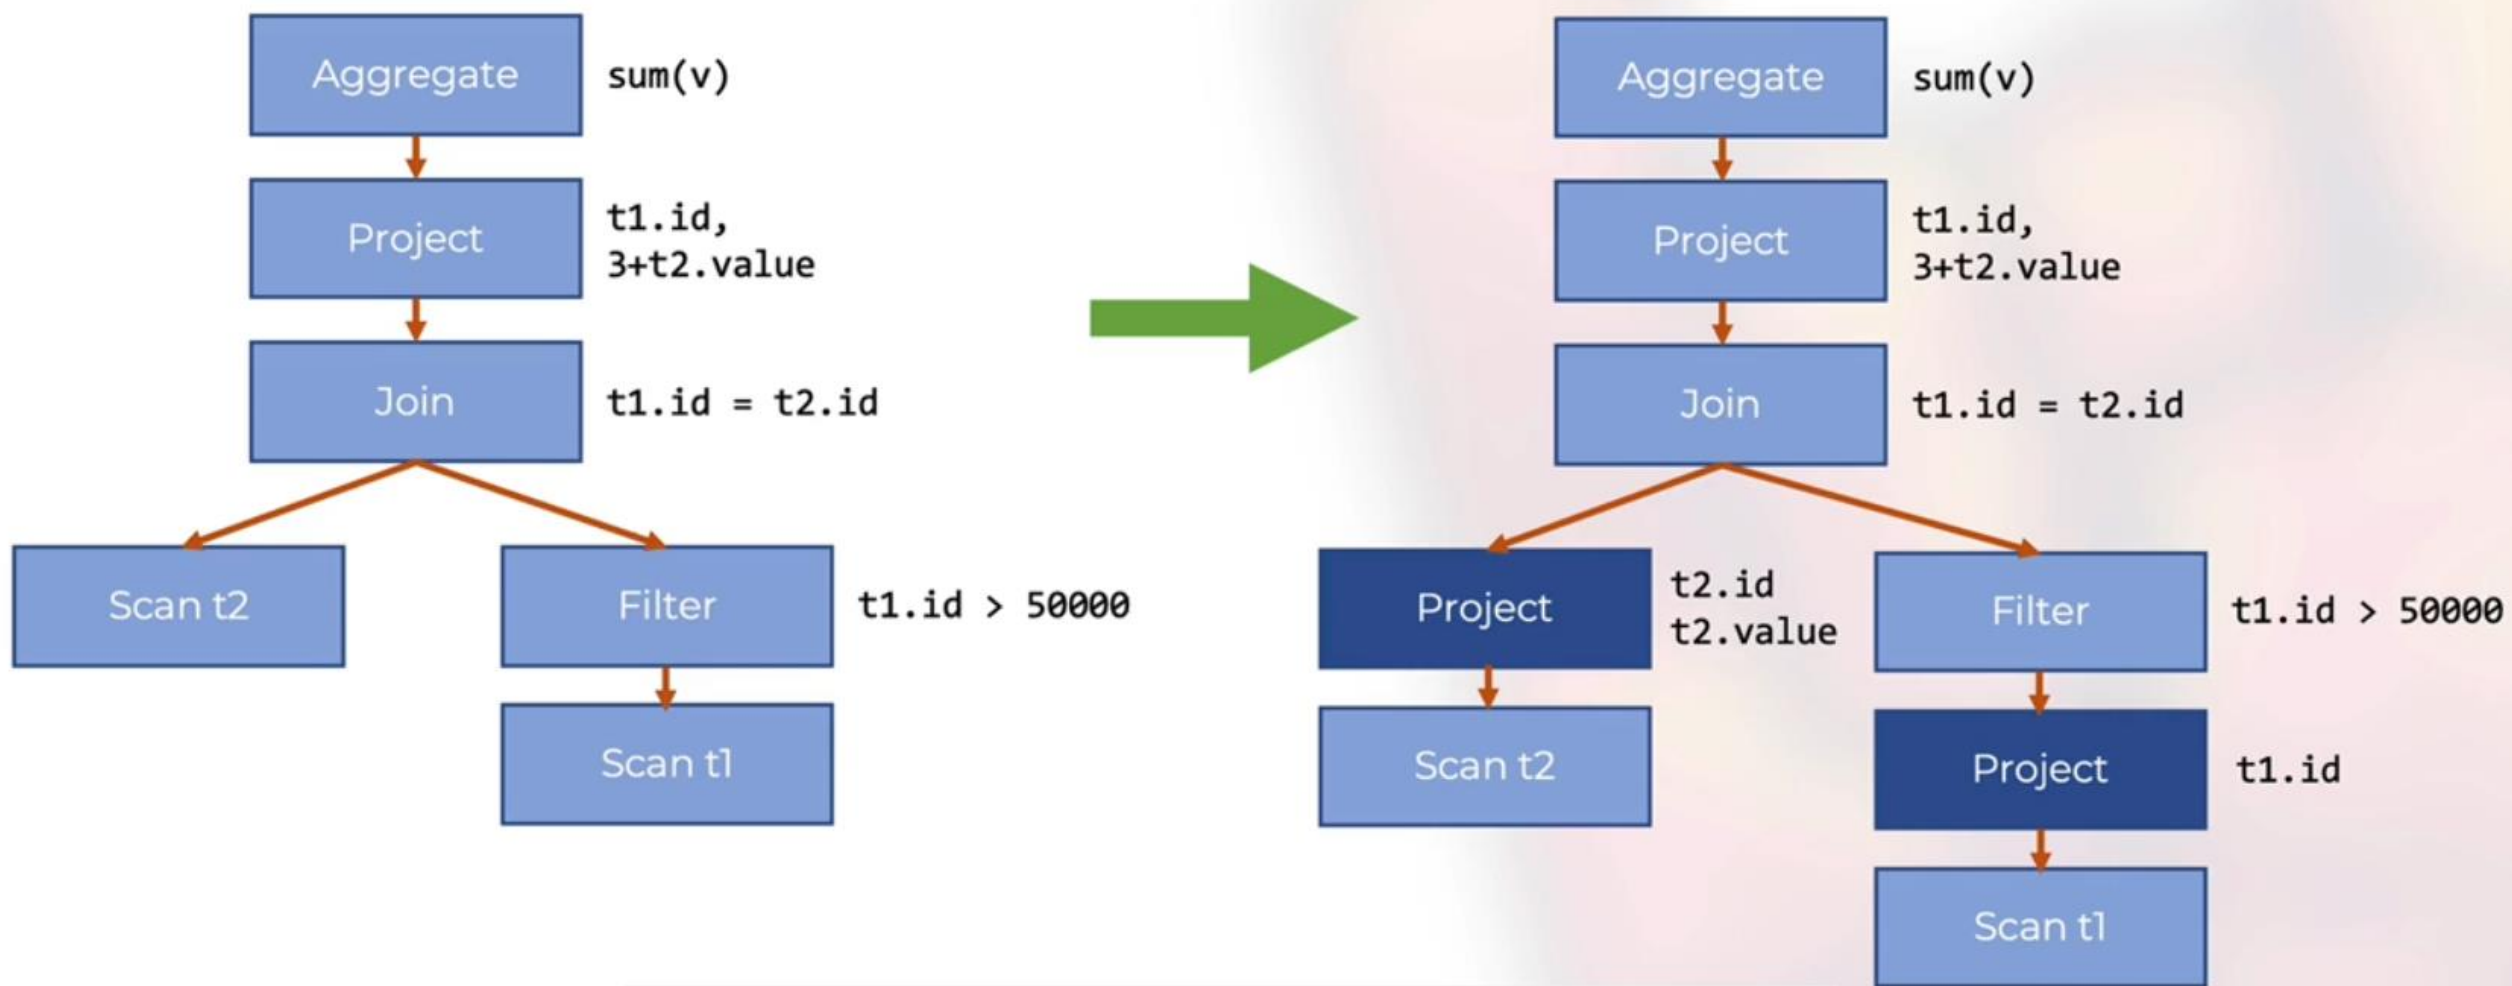 Aggregate
sum(v)
Project
t1.id,
3+t2.value
Join
t1.id = t2.id
Scan t2
Filter
t1.id > 50000
Scan t1
Aggregate
sum(v)
Project
t1.id,
3+t2.value
Join
t1.id = t2.id
Project
t2.id
t2.value
Filter
t1.id > 50000
Scan t2
Project
t1.id
Scan t1